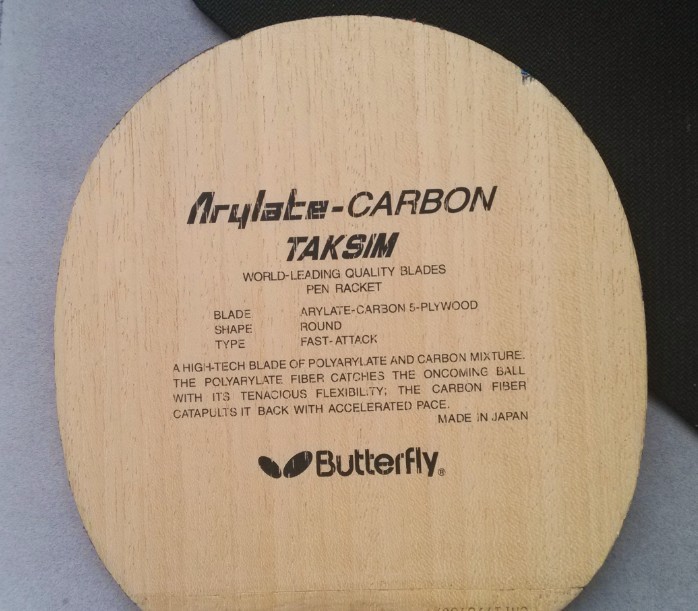 Arylate-CARBON
TAKSIM
WORLD-LEADING QUALITY BLADES
PEN RACKET
BLADE ARYLATE-CARBON 5-PLYWOOD
SHAPE ROUND
TYPE FAST-ATTACK
A HIGH-TECH BLADE OF POLYARYLATE AND CARBON MIXTURE.
THE POLYARYLATE FIBER CATCHES THE ONCOMING BALL
WITH ITS TENACIOUS FLEXIBILITY; THE CARBON FIBER
CATAPULTS IT BACK WITH ACCELERATED PACE.
MADE IN JAPAN
Butterfly®